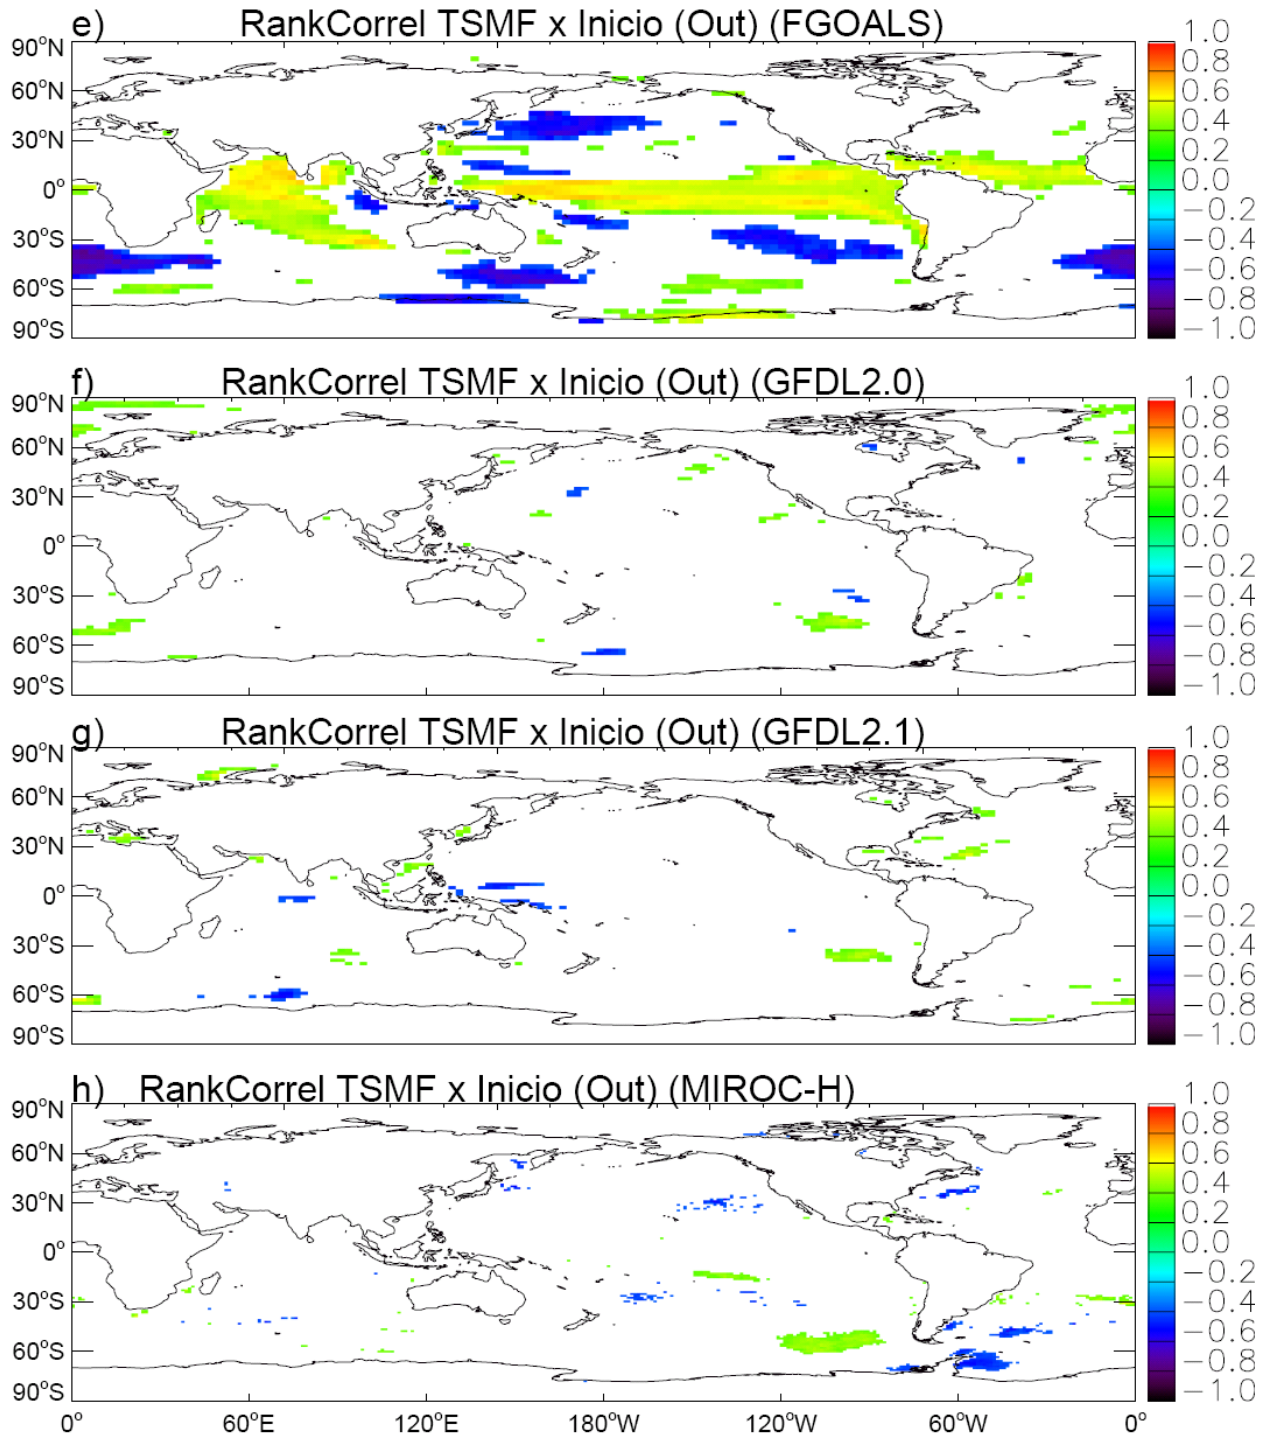 e) RankCorrel TSMF x Inicio (Out) (FGOALS)
90°N
60°N
30°N
0°
30°S
60°S
90°S
1.0
0.8
0.6
0.4
0.2
0.0
−0.2
−0.4
−0.6
−0.8
−1.0
f) RankCorrel TSMF x Inicio (Out) (GFDL2.0)
90°N
60°N
30°N
0°
30°S
60°S
90°S
1.0
0.8
0.6
0.4
0.2
0.0
−0.2
−0.4
−0.6
−0.8
−1.0
g) RankCorrel TSMF x Inicio (Out) (GFDL2.1)
90°N
60°N
30°N
0°
30°S
60°S
90°S
1.0
0.8
0.6
0.4
0.2
0.0
−0.2
−0.4
−0.6
−0.8
−1.0
h) RankCorrel TSMF x Inicio (Out) (MIROC-H)
90°N
60°N
30°N
0°
30°S
60°S
90°S
1.0
0.8
0.6
0.4
0.2
0.0
−0.2
−0.4
−0.6
−0.8
−1.0
0° 60°E 120°E 180°W 120°W 60°W 0°